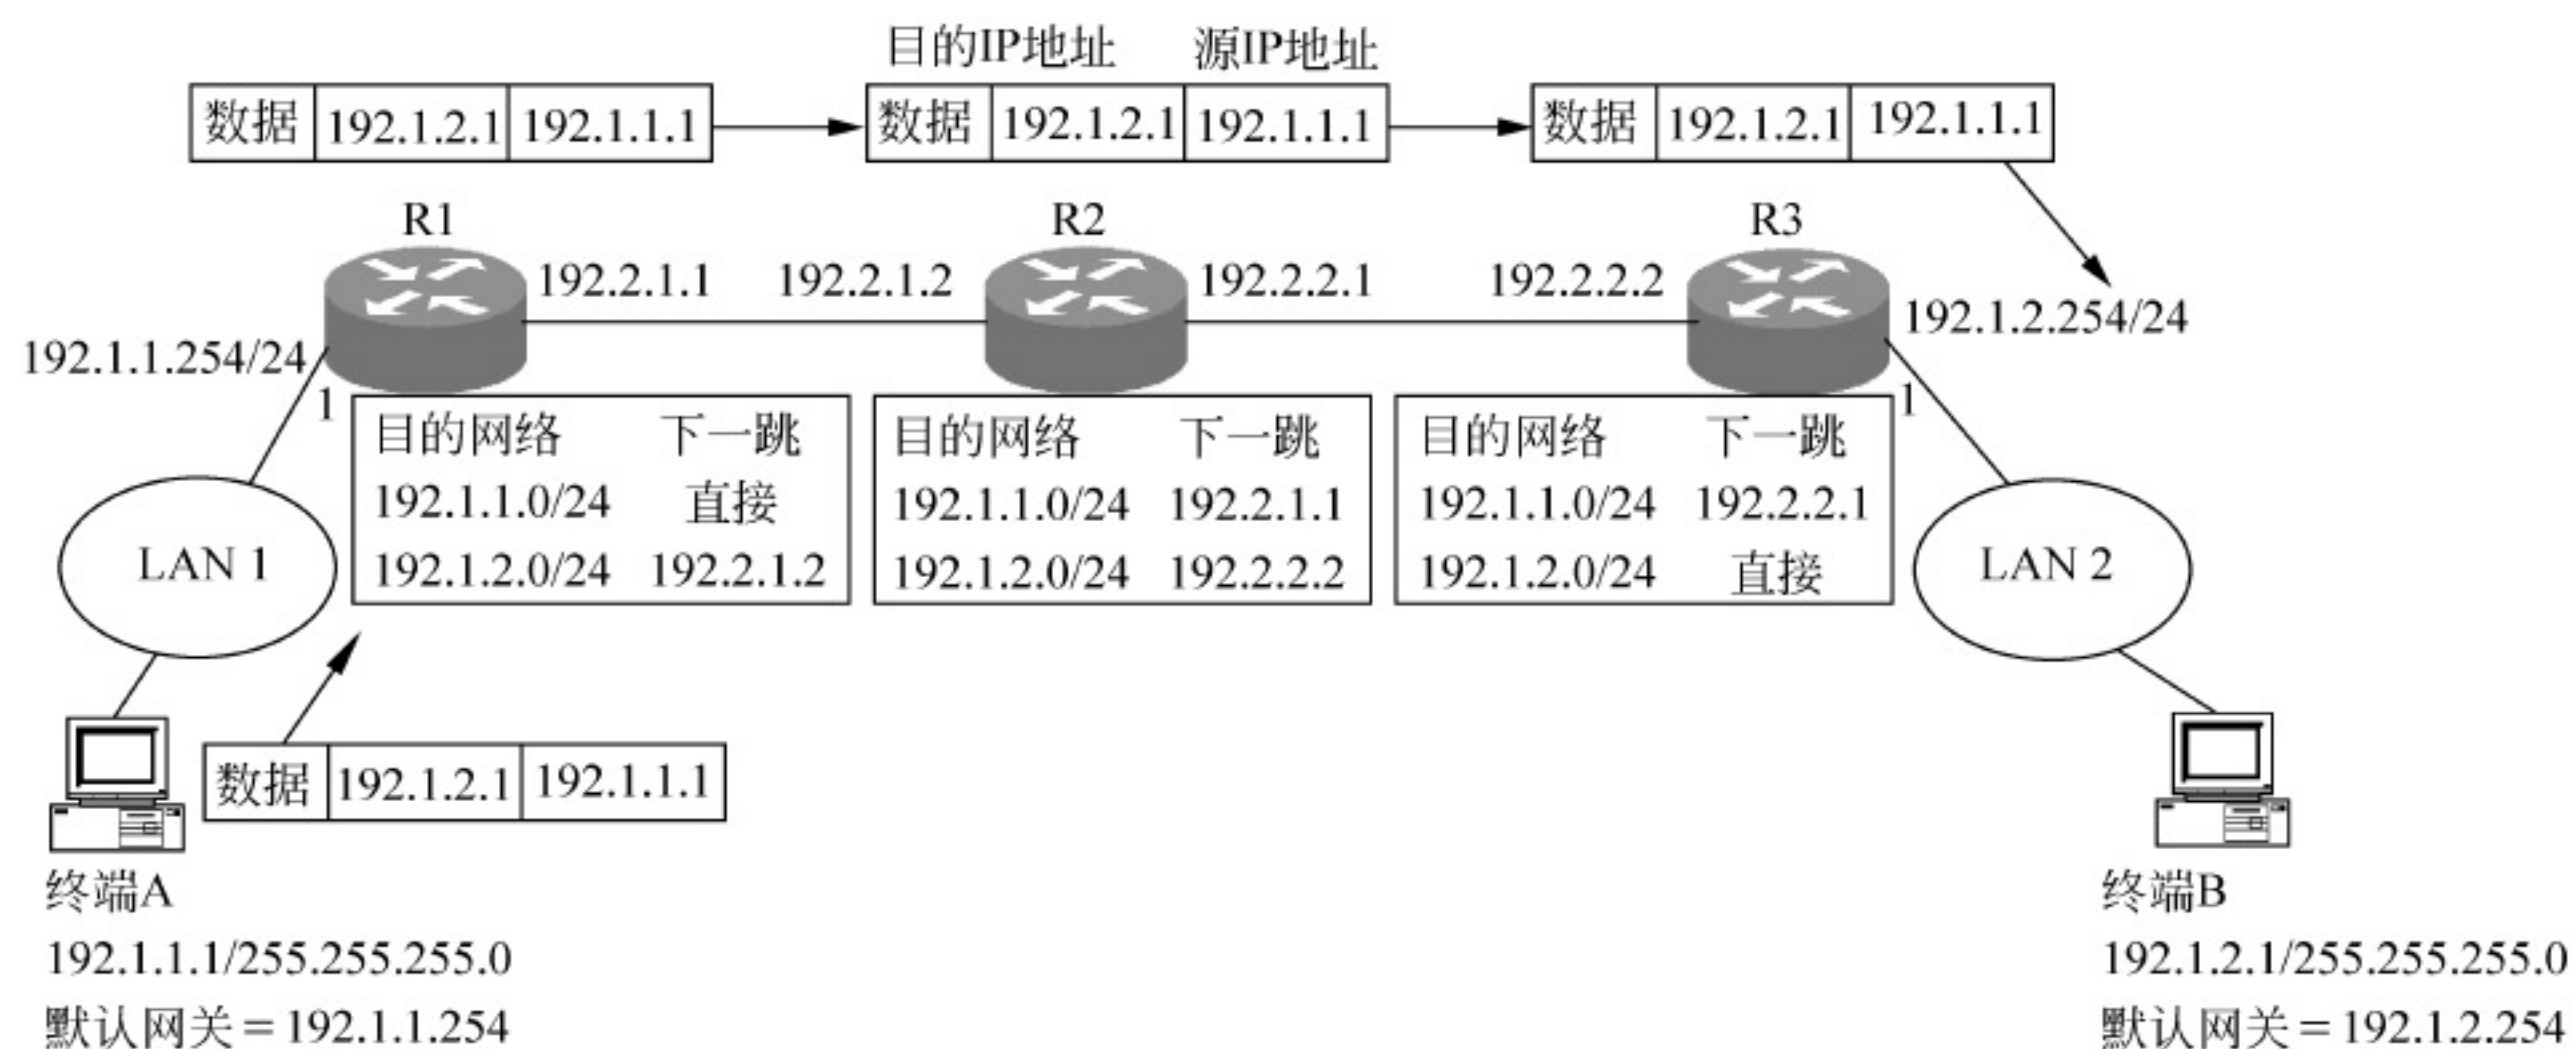 目的IP地址 源IP地址
数据 192.1.2.1 192.1.1.1 数据 192.1.2.1 192.1.1.1 数据 192.1.2.1 192.1.1.1
R1 R2 R3
192.2.1.1 192.2.1.2 192.2.2.1 192.2.2.2
192.1.1.254/24 192.1.2.254/24
1 1
目的网络 下一跳
192.1.1.0/24 直接
192.1.2.0/24 192.2.1.2
目的网络 下一跳
192.1.1.0/24 192.2.1.1
192.1.2.0/24 192.2.2.2
目的网络 下一跳
192.1.1.0/24 192.2.2.1
192.1.2.0/24 直接
LAN 1 LAN 2
数据 192.1.2.1 192.1.1.1
终端A
192.1.1.1/255.255.255.0
默认网关=192.1.1.254
终端B
192.1.2.1/255.255.255.0
默认网关=192.1.2.254